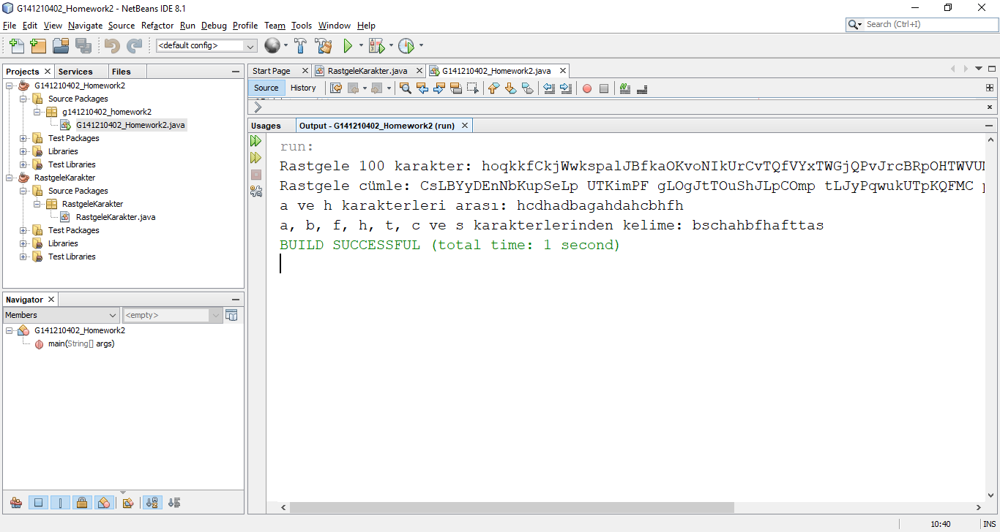 G141210402_Homework2 - NetBeans IDE 8.1
File Edit View Navigate Source Refactor Run Debug Profile Team Tools Window Help
Search (Ctrl+I)
<default config>
Projects Services Files
G141210402_Homework2
Source Packages
g141210402_homework2
G141210402_Homework2.java
Test Packages
Libraries
Test Libraries
RastgeleKarakter
Source Packages
RastgeleKarakter
RastgeleKarakter.java
Test Packages
Libraries
Test Libraries
Navigator
Members <empty>
G141210402_Homework2
main(String[] args)
Start Page RastgeleKarakter.java G141210402_Homework2.java
Source History
Usages Output - G141210402_Homework2 (run)
run:
Rastgele 100 karakter: hoqkkfCkjWwkspalJBfkaOKvoNIkUrCvTQfVYxTWGjQPvJrcBRpOHTWVU
Rastgele cümle: CsLBYyDEnNbKupSeLp UTKimPF gLOgJtTOuShJLpCOmp tLJyPqwukUTpKQFMC
a ve h karakterleri arası: hcdhadbagahdahcbhfh
a, b, f, h, t, c ve s karakterlerinden kelime: bschahbfhafttas
BUILD SUCCESSFUL (total time: 1 second)
10:40 INS